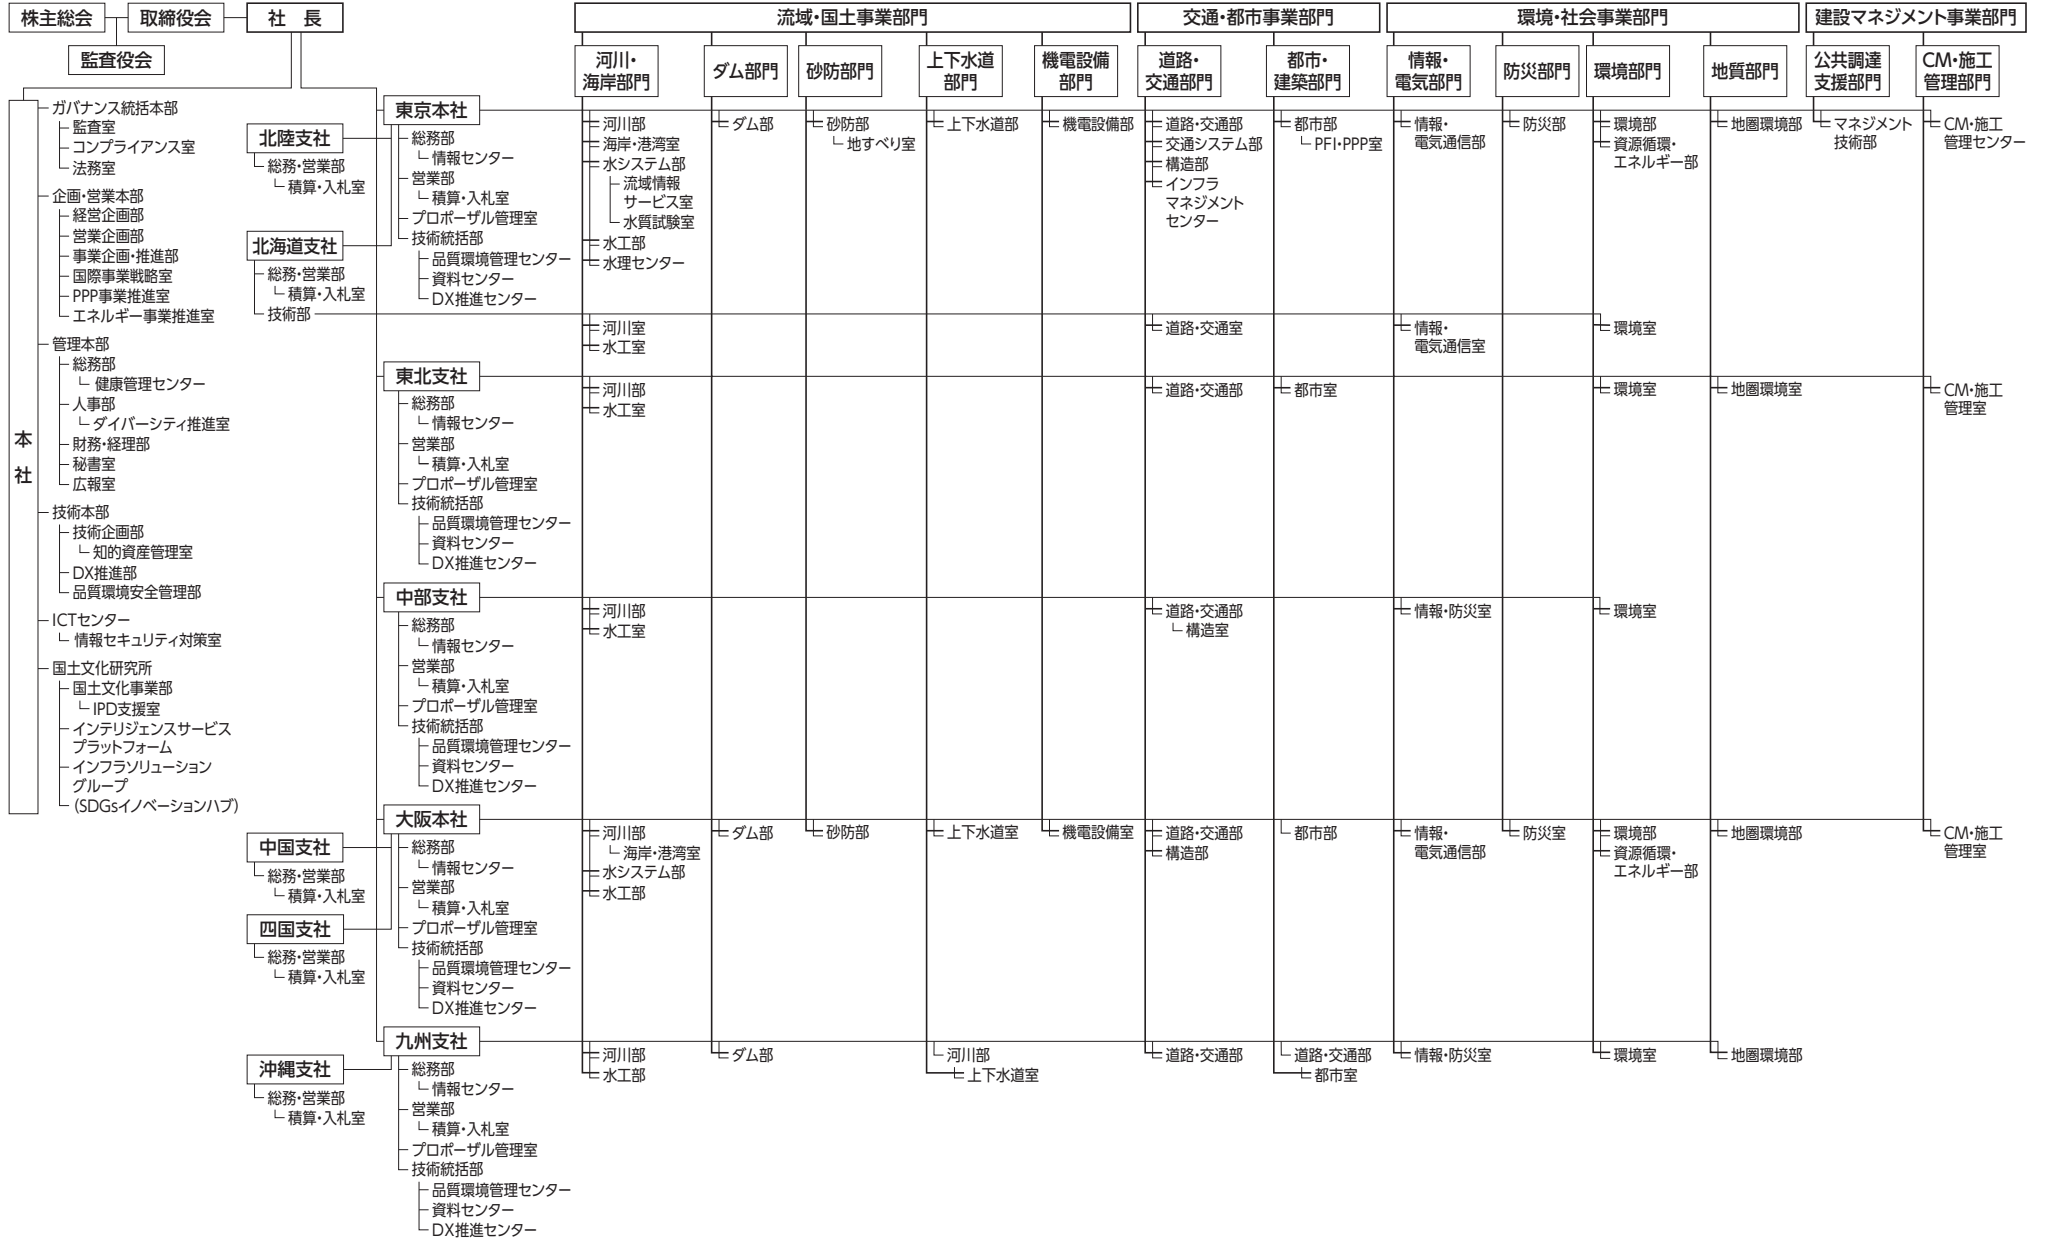 株主総会
取締役会
社 長
監査役会
流域・国土事業部門
交通・都市事業部門
環境・社会事業部門
建設マネジメント事業部門
河川・
海岸部門
ダム部門
砂防部門
上下水道
部門
機電設備
部門
道路・
交通部門
都市・
建築部門
情報・
電気部門
防災部門
環境部門
地質部門
公共調達
支援部門
CM・施工
管理部門
本
社
ガバナンス統括本部
監査室
コンプライアンス室
法務室
企画・営業本部
経営企画部
営業企画部
事業企画・推進部
国際事業戦略室
PPP事業推進室
エネルギー事業推進室
管理本部
総務部
健康管理センター
人事部
ダイバーシティ推進室
財務・経理部
秘書室
広報室
技術本部
技術企画部
知的資産管理室
DX推進部
品質環境安全管理部
ICTセンター
情報セキュリティ対策室
国土文化研究所
国土文化事業部
IPD支援室
インテリジェンスサービス
プラットフォーム
インフラソリューション
グループ
(SDGsイノベーションハブ)
北陸支社
総務・営業部
積算・入札室
北海道支社
総務・営業部
積算・入札室
技術部
河川室
水工室
道路・交通室
情報・
電気通信室
環境室
東京本社
総務部
情報センター
営業部
積算・入札室
プロポーザル管理室
技術統括部
品質環境管理センター
資料センター
DX推進センター
河川部
海岸・港湾室
水システム部
流域情報
サービス室
水質試験室
水工部
水理センター
ダム部
砂防部
地すべり室
上下水道部
機電設備部
道路・交通部
交通システム部
構造部
インフラ
マネジメント
センター
都市部
PFI・PPP室
情報・
電気通信部
防災部
環境部
資源循環・
エネルギー部
地圏環境部
マネジメント
技術部
CM・施工
管理センター
東北支社
総務部
情報センター
営業部
積算・入札室
プロポーザル管理室
技術統括部
品質環境管理センター
資料センター
DX推進センター
河川部
水工室
道路・交通部
都市室
環境室
地圏環境室
CM・施工
管理室
中部支社
総務部
情報センター
営業部
積算・入札室
プロポーザル管理室
技術統括部
品質環境管理センター
資料センター
DX推進センター
河川部
水工室
道路・交通部
構造室
情報・防災室
環境室
中国支社
総務・営業部
積算・入札室
四国支社
総務・営業部
積算・入札室
大阪本社
総務部
情報センター
営業部
積算・入札室
プロポーザル管理室
技術統括部
品質環境管理センター
資料センター
DX推進センター
河川部
海岸・港湾室
水システム部
水工部
ダム部
砂防部
上下水道室
機電設備室
道路・交通部
構造部
都市部
情報・
電気通信部
防災室
環境部
資源循環・
エネルギー部
地圏環境部
CM・施工
管理室
沖縄支社
総務・営業部
積算・入札室
九州支社
総務部
情報センター
営業部
積算・入札室
プロポーザル管理室
技術統括部
品質環境管理センター
資料センター
DX推進センター
河川部
水工部
ダム部
河川部
上下水道室
道路・交通部
道路・交通部
都市室
情報・防災室
環境室
地圏環境部